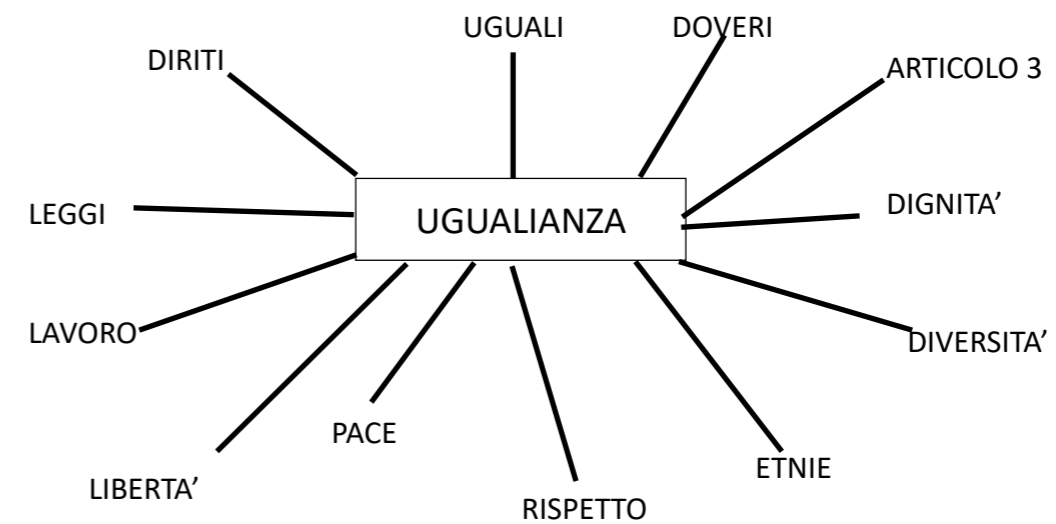 UGUALI
DOVERI
DIRITI
ARTICOLO 3
LEGGI
UGUALIANZA
DIGNITA’
LAVORO
DIVERSITA’
PACE
ETNIE
LIBERTA’
RISPETTO